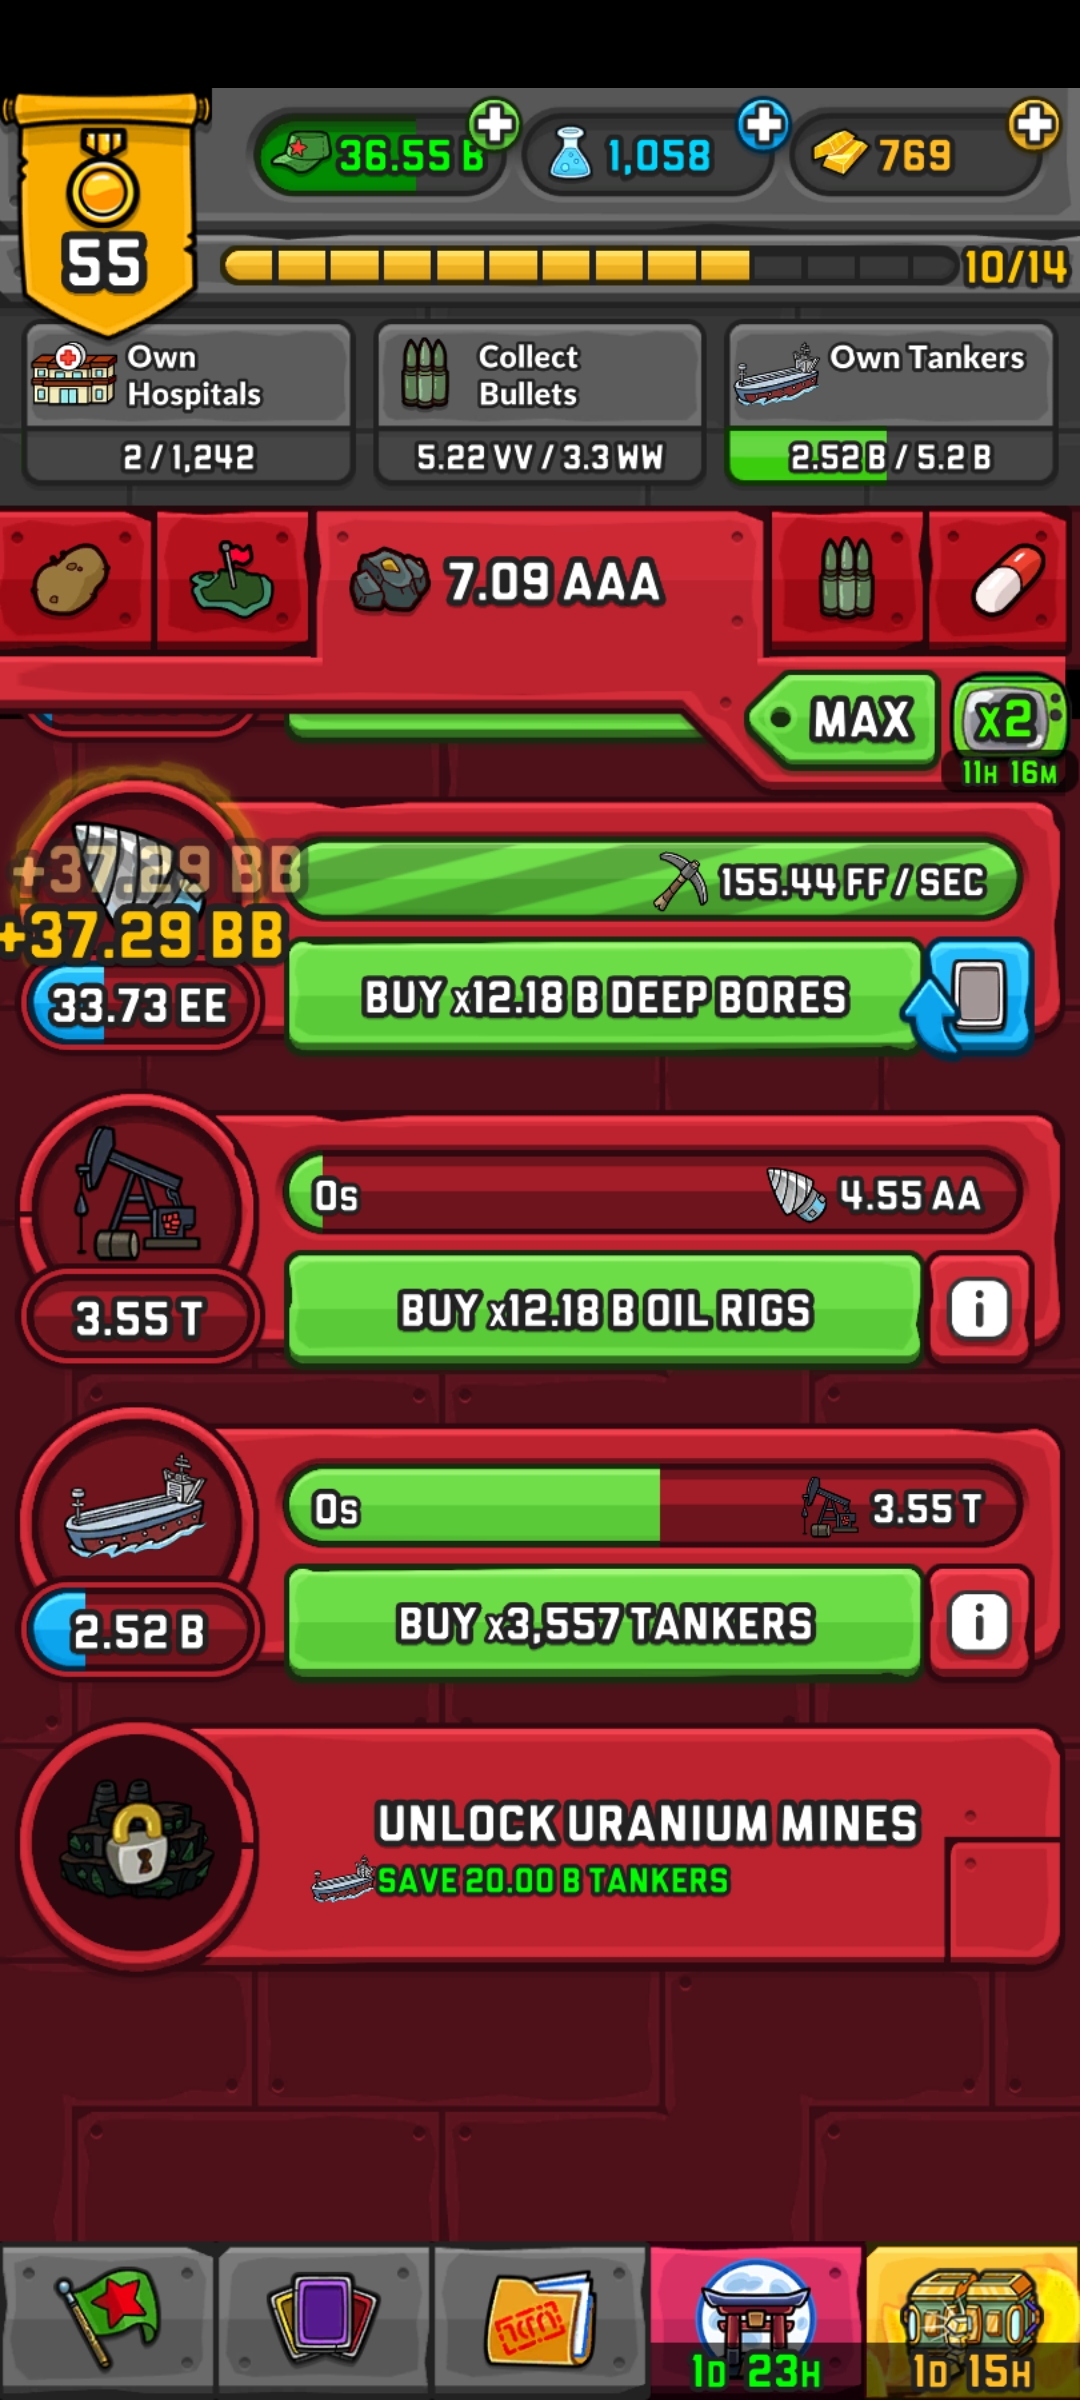 36.55 B
1,058
769
55
10/14
Own
Hospitals
2 / 1,242
Collect
Bullets
5.22 VV / 3.3 WW
Own Tankers
2.52 B / 5.2 B
7.09 AAA
MAX
x2
11H 16M
+37.29 BB
+37.29 BB
155.44 FF / SEC
33.73 EE
BUY x12.18 B DEEP BORES
0s
4.55 AA
3.55 T
BUY x12.18 B OIL RIGS
i
0s
3.55 T
2.52 B
BUY x3,557 TANKERS
i
UNLOCK URANIUM MINES
SAVE 20.00 B TANKERS
1D 23H
1D 15H